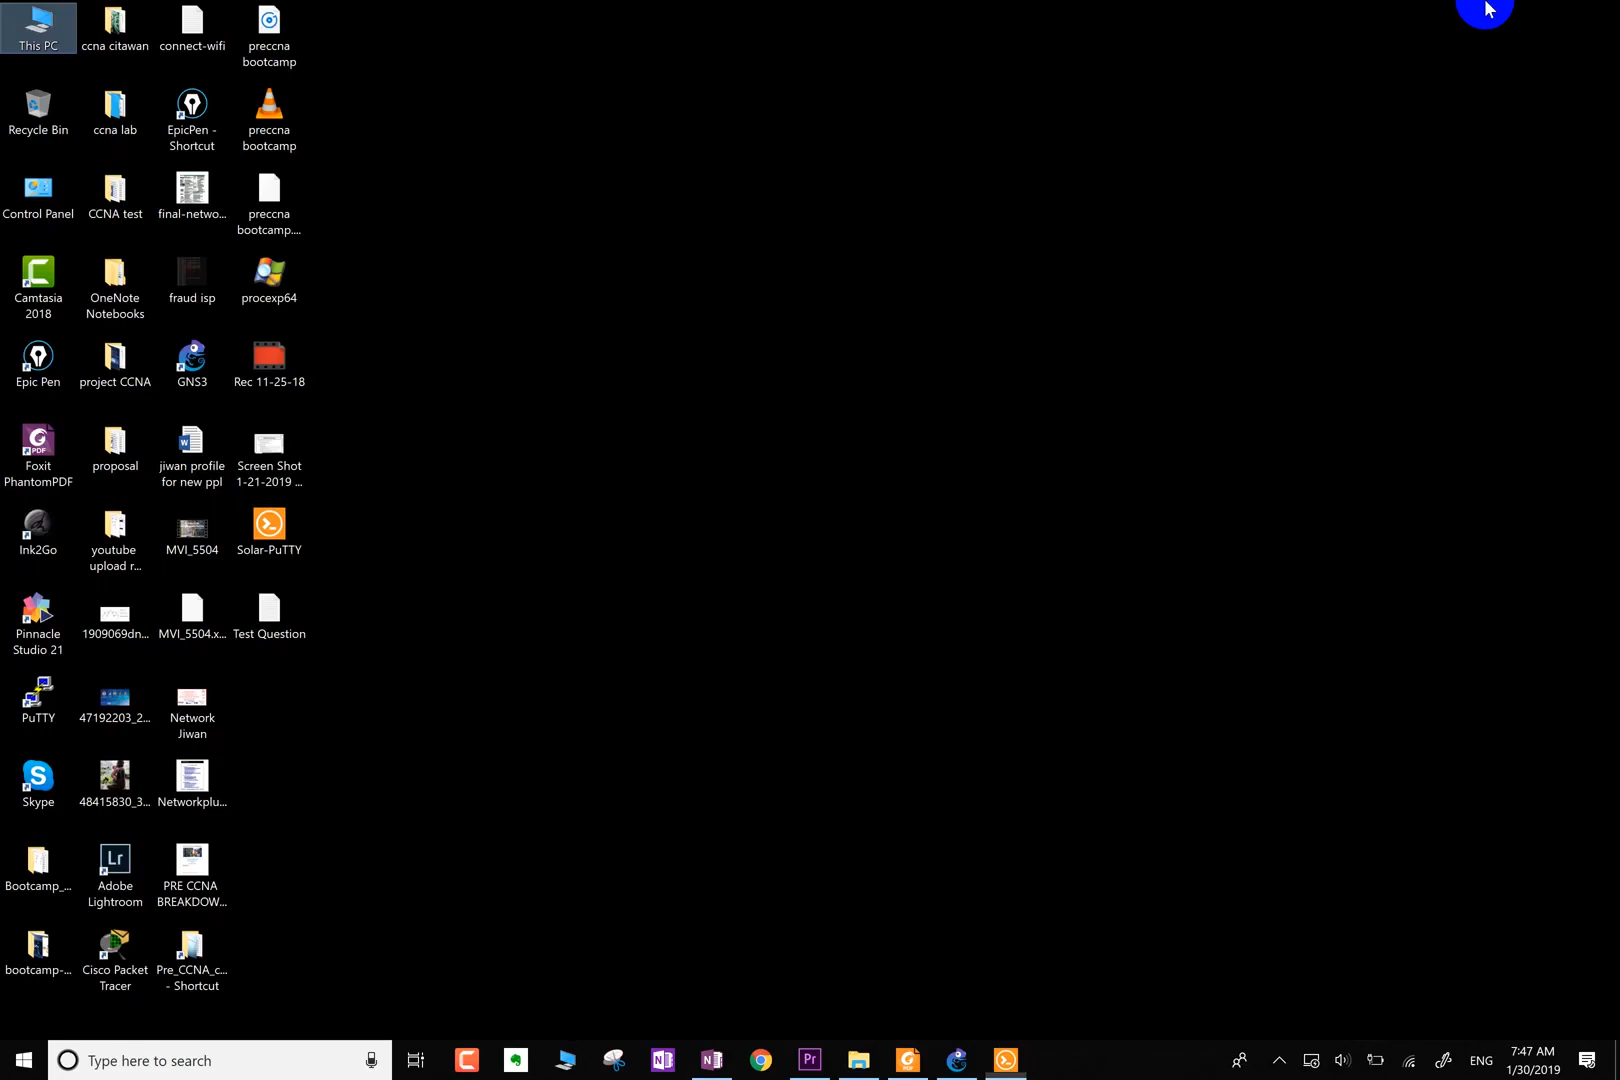 This PC
ccna citawan
connect-wifi
preccna
bootcamp
Recycle Bin
ccna lab
EpicPen -
Shortcut
preccna
bootcamp
Control Panel
CCNA test
final-netwo...
preccna
bootcamp....
Camtasia
2018
OneNote
Notebooks
fraud isp
procexp64
Epic Pen
project CCNA
GNS3
Rec 11-25-18
PDF
Foxit
PhantomPDF
proposal
jiwan profile
for new ppl
Screen Shot
1-21-2019 ...
Ink2Go
youtube
upload r...
MVI_5504
Solar-PuTTY
Pinnacle
Studio 21
1909069dn...
MVI_5504.x...
Test Question
PuTTY
47192203_2...
Network
Jiwan
Skype
48415830_3...
Networkplu...
Bootcamp_...
Lr
Adobe
Lightroom
PRE CCNA
BREAKDOW...
bootcamp-...
Cisco Packet
Tracer
Pre_CCNA_c...
- Shortcut
Type here to search
Pr
ENG
7:47 AM
1/30/2019